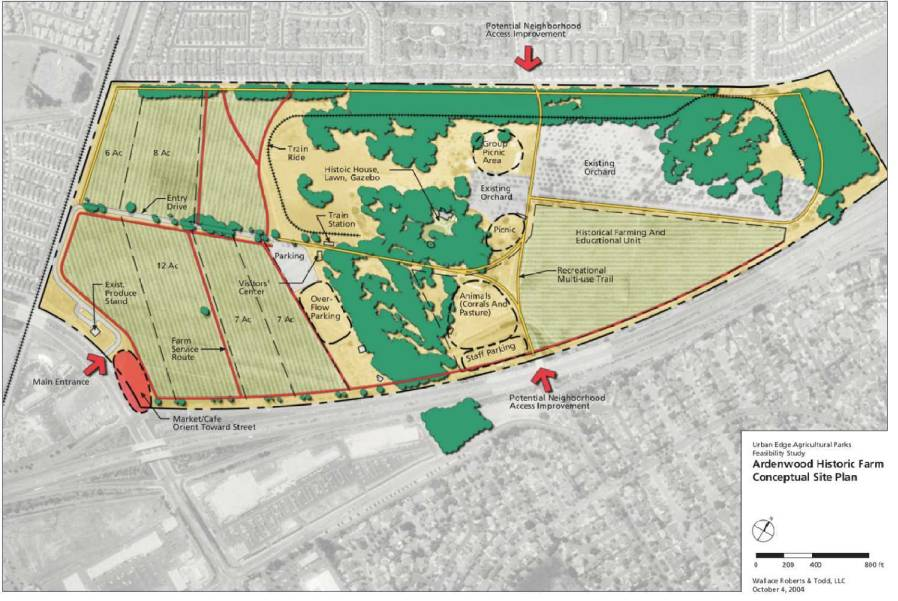 Potential Neighborhood
Access Improvement
6 Ac
8 Ac
Train
Ride
Group
Picnic
Area
Existing
Orchard
Histoic House,
Lawn, Gazebo
Existing
Orchard
Entry
Drive
Train
Station
Picnic
Historical Farming And
Educational Unit
12 Ac
Parking
Recreational
Multi-use Trail
Exist.
Produce
Stand
Visitors'
Center
Over-
Flow
Parking
Animals
(Corrals And
Pasture)
7 Ac
7 Ac
Farm
Service
Route
Staff Parking
Main Entrance
Potential Neighborhood
Access Improvement
Market/Cafe
Orient Toward Street
Urban Edge Agricultural Parks
Feasibility Study
Ardenwood Historic Farm
Conceptual Site Plan
0 200 400 800 ft
Wallace Roberts & Todd, LLC
October 4, 2004